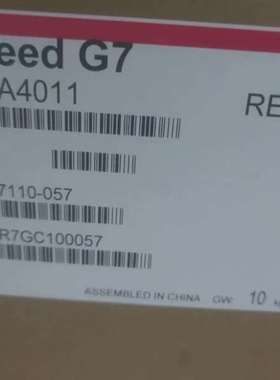 eed G7
A4011
RE
7110-057
R7GC100057
ASSEMBLED IN CHINA GW: 10